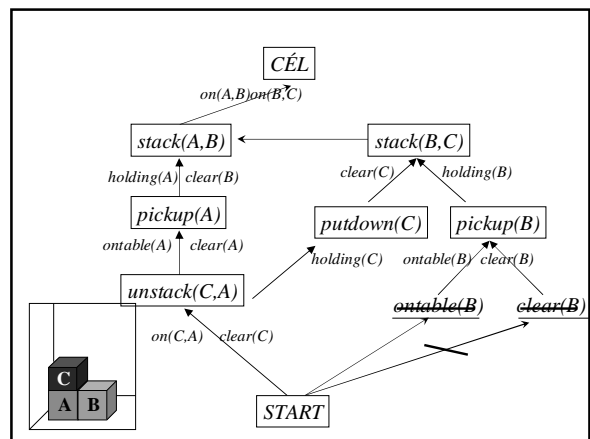 CÉL
on(A,B)on(B,C)
stack(A,B) stack(B,C)
holding(A) clear(B) clear(C) holding(B)
pickup(A) putdown(C) pickup(B)
ontable(A) clear(A) holding(C) ontable(B) clear(B)
unstack(C,A) ontable(B) clear(B)
on(C,A) clear(C)
C
A B
START